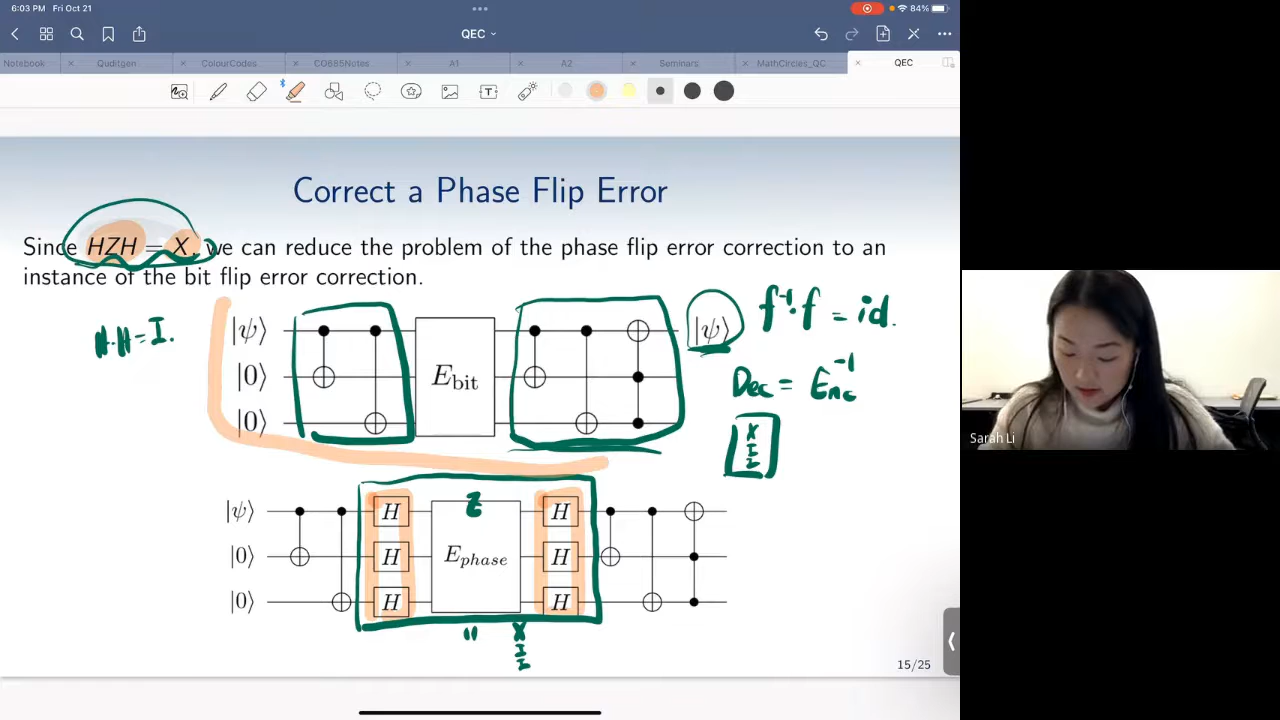 6:03 PM Fri Oct 21
84%
QEC
Notebook
Quditgen
ColourCodes
CO685Notes
A1
A2
Seminars
MathCircles_QC
QEC
Correct a Phase Flip Error
Since HZH = X, we can reduce the problem of the phase flip error correction to an
instance of the bit flip error correction.
H·H=I.
|ψ⟩
|0⟩
|0⟩
E_bit
|ψ⟩
f⁻¹·f = id.
Dec = Enc⁻¹
X
I
I
|ψ⟩
|0⟩
|0⟩
H
H
H
Z
E_phase
H
H
H
"
X
I
I
15/25
Sarah Li